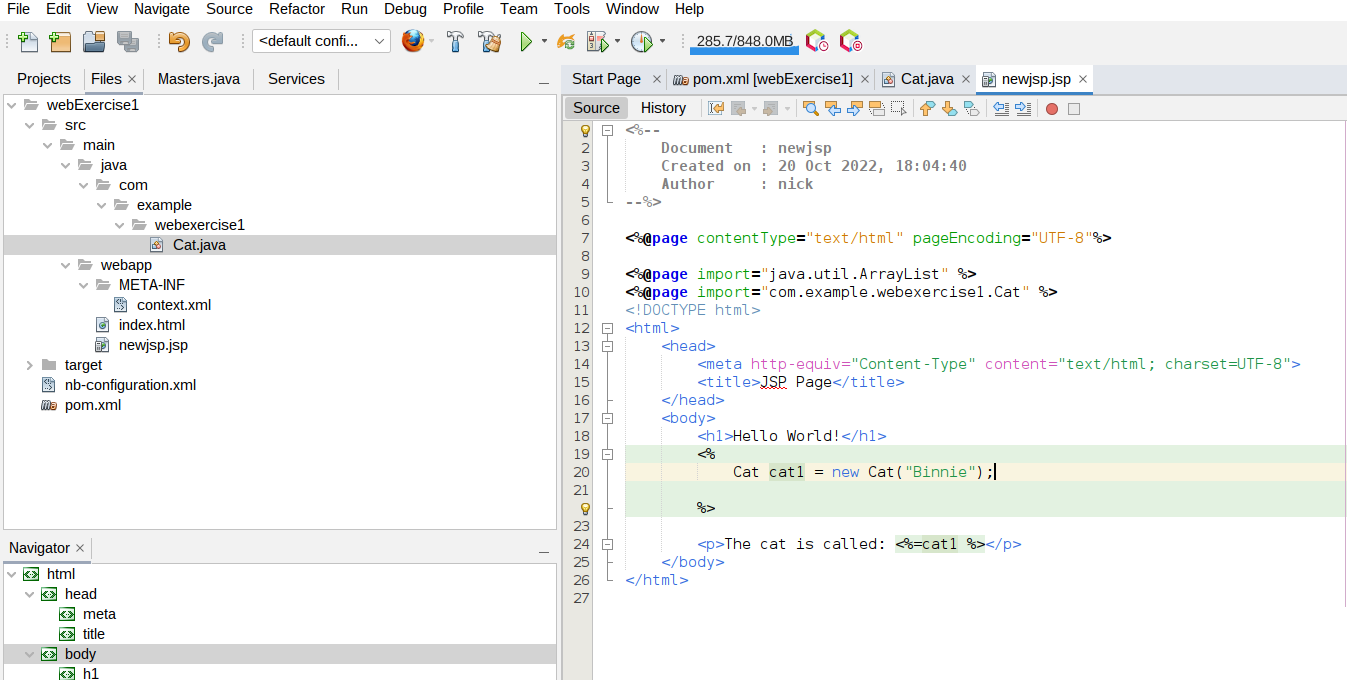 File Edit View Navigate Source Refactor Run Debug Profile Team Tools Window Help
<default confi... 285.7/848.0MB
Projects Files × Masters.java Services
webExercise1
src
main
java
com
example
webexercise1
Cat.java
webapp
META-INF
context.xml
index.html
newjsp.jsp
target
nb-configuration.xml
pom.xml
Navigator ×
html
head
meta
title
body
h1
Start Page × pom.xml [webExercise1] × Cat.java × newjsp.jsp ×
Source History
<%--
2 Document   : newjsp
3 Created on : 20 Oct 2022, 18:04:40
4 Author     : nick
5 --%>
6
7 <%@page contentType="text/html" pageEncoding="UTF-8"%>
8
9 <%@page import="java.util.ArrayList" %>
10 <%@page import="com.example.webexercise1.Cat" %>
11 <!DOCTYPE html>
12 <html>
13 <head>
14 <meta http-equiv="Content-Type" content="text/html; charset=UTF-8">
15 <title>JSP Page</title>
16 </head>
17 <body>
18 <h1>Hello World!</h1>
19 <%
20 Cat cat1 = new Cat("Binnie");
21
%>
23
24 <p>The cat is called: <%=cat1 %></p>
25 </body>
26 </html>
27